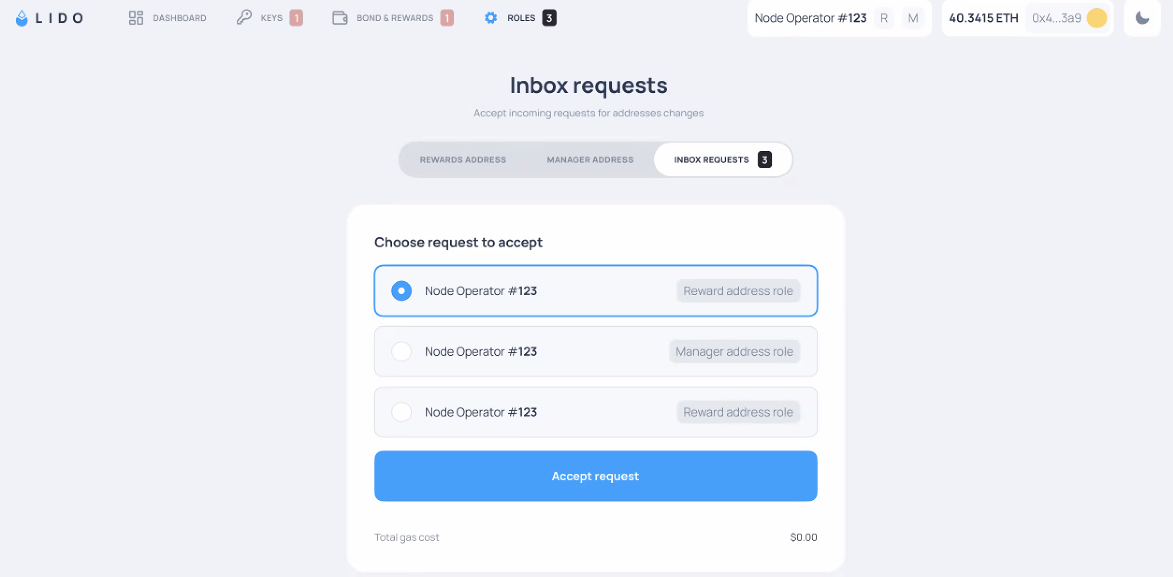 LIDO DASHBOARD KEYS 1 BOND & REWARDS 1 ROLES 3 Node Operator #123 R M 40.3415 ETH 0x4...3a9
Inbox requests
Accept incoming requests for addresses changes
REWARDS ADDRESS MANAGER ADDRESS INBOX REQUESTS 3
Choose request to accept
Node Operator #123 Reward address role
Node Operator #123 Manager address role
Node Operator #123 Reward address role
Accept request
Total gas cost $0.00